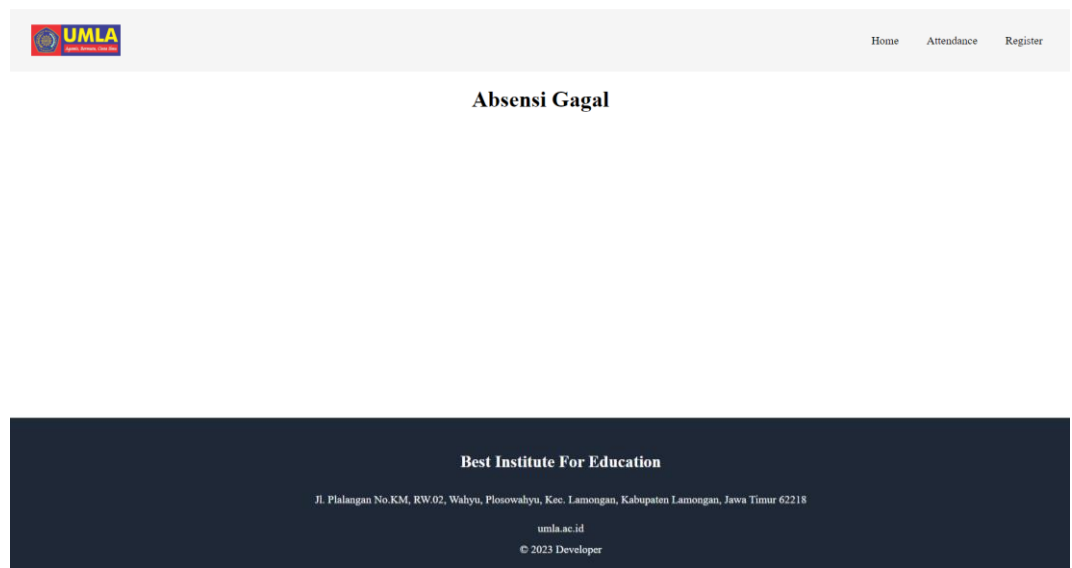 UMLA
Home Attendance Register
Absensi Gagal
Best Institute For Education
Jl. Plalangan No.KM, RW.02, Wahyu, Plosowahyu, Kec. Lamongan, Kabupaten Lamongan, Jawa Timur 62218
umla.ac.id
© 2023 Developer